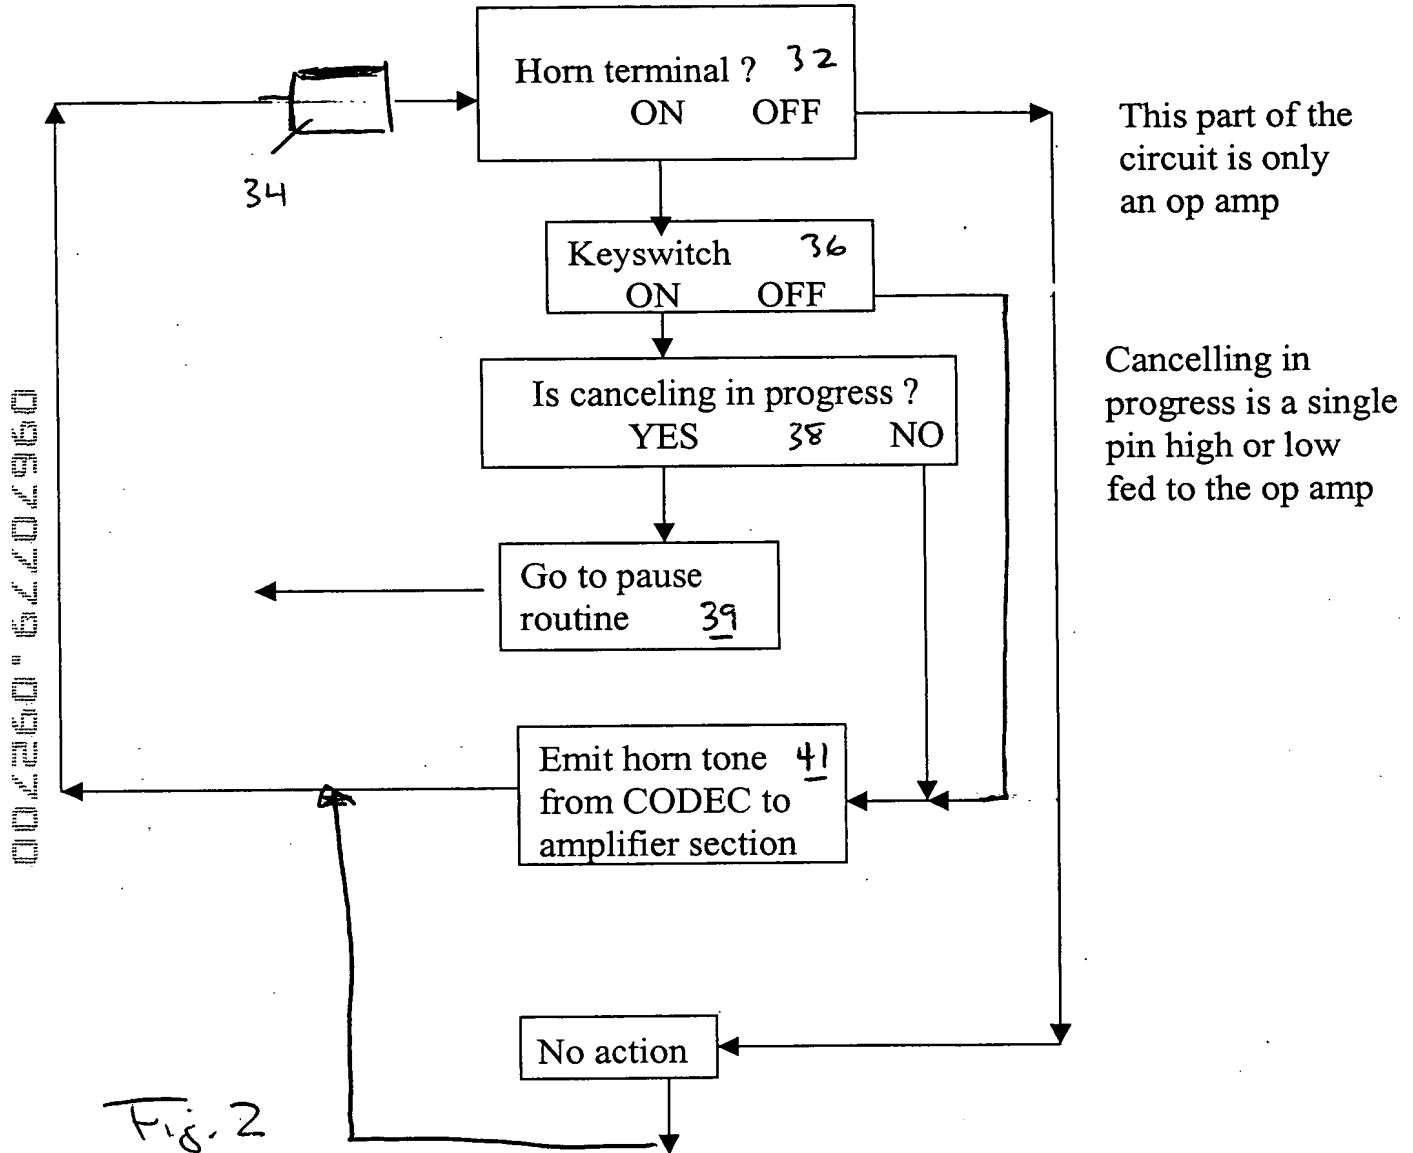 Horn terminal ? 32
ON OFF
This part of the
circuit is only
an op amp
34
Keyswitch 36
ON OFF
Is canceling in progress ?
YES 38 NO
Cancelling in
progress is a single
pin high or low
fed to the op amp
Go to pause
routine 39
Emit horn tone 41
from CODEC to
amplifier section
No action
Fig. 2
09670779.092700